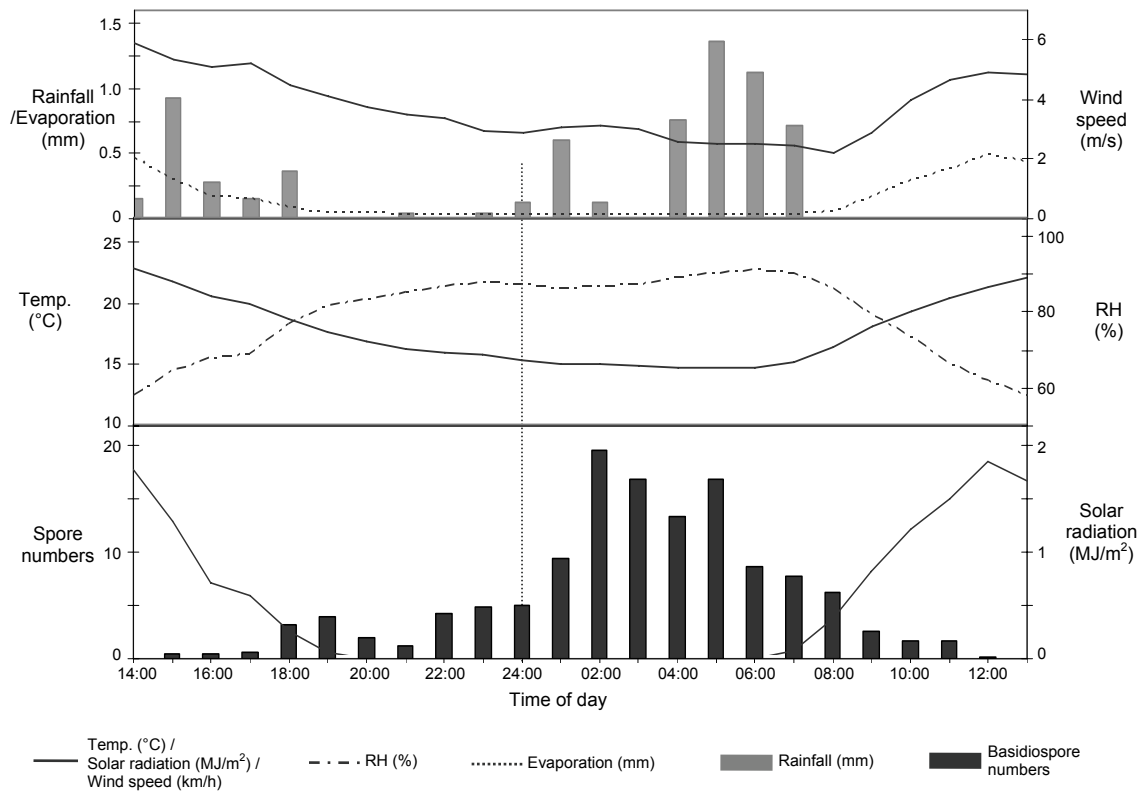 1.5
1.0
0.5
0
Rainfall
/Evaporation
(mm)
6
4
2
0
Wind
speed
(m/s)
25
20
15
10
Temp.
(°C)
100
80
60
RH
(%)
20
10
0
Spore
numbers
2
1
0
Solar
radiation
(MJ/m²)
14:00 16:00 18:00 20:00 22:00 24:00 02:00 04:00 06:00 08:00 10:00 12:00
Time of day
Temp. (°C) /
Solar radiation (MJ/m²) /
Wind speed (km/h)
RH (%)
Evaporation (mm)
Rainfall (mm)
Basidiospore
numbers